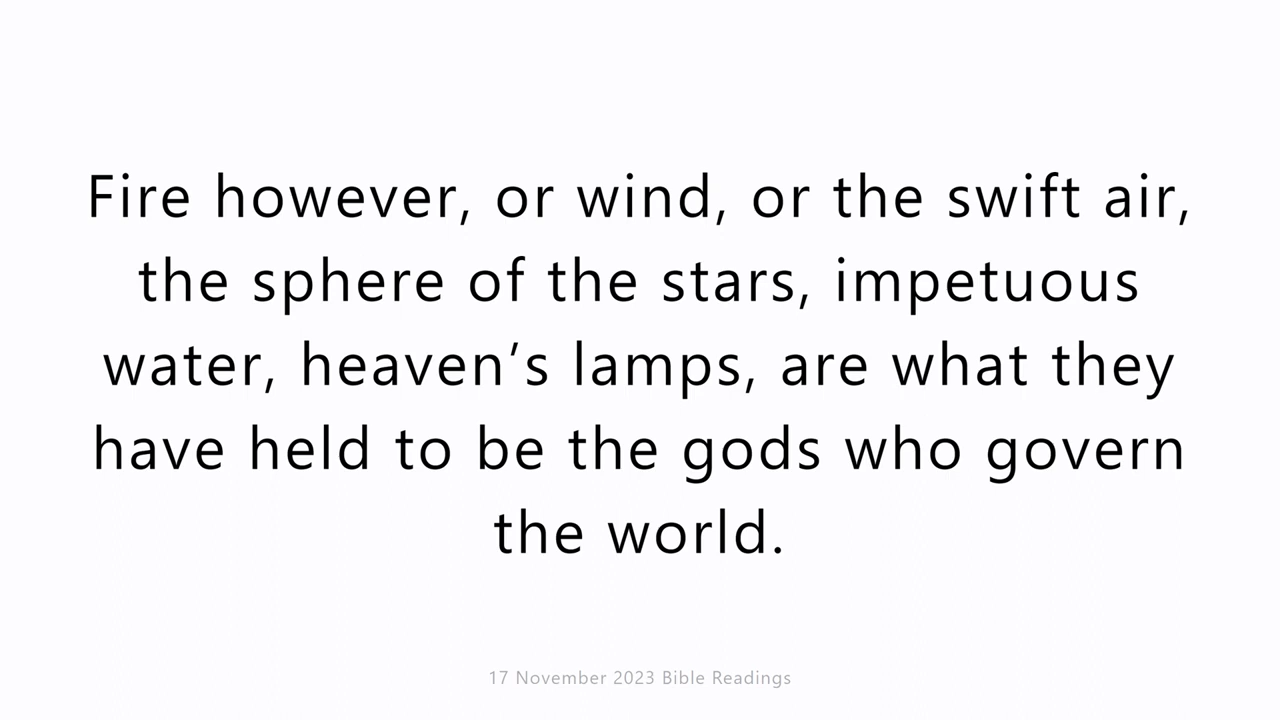 Fire however, or wind, or the swift air,
the sphere of the stars, impetuous
water, heaven’s lamps, are what they
have held to be the gods who govern
the world.
17 November 2023 Bible Readings